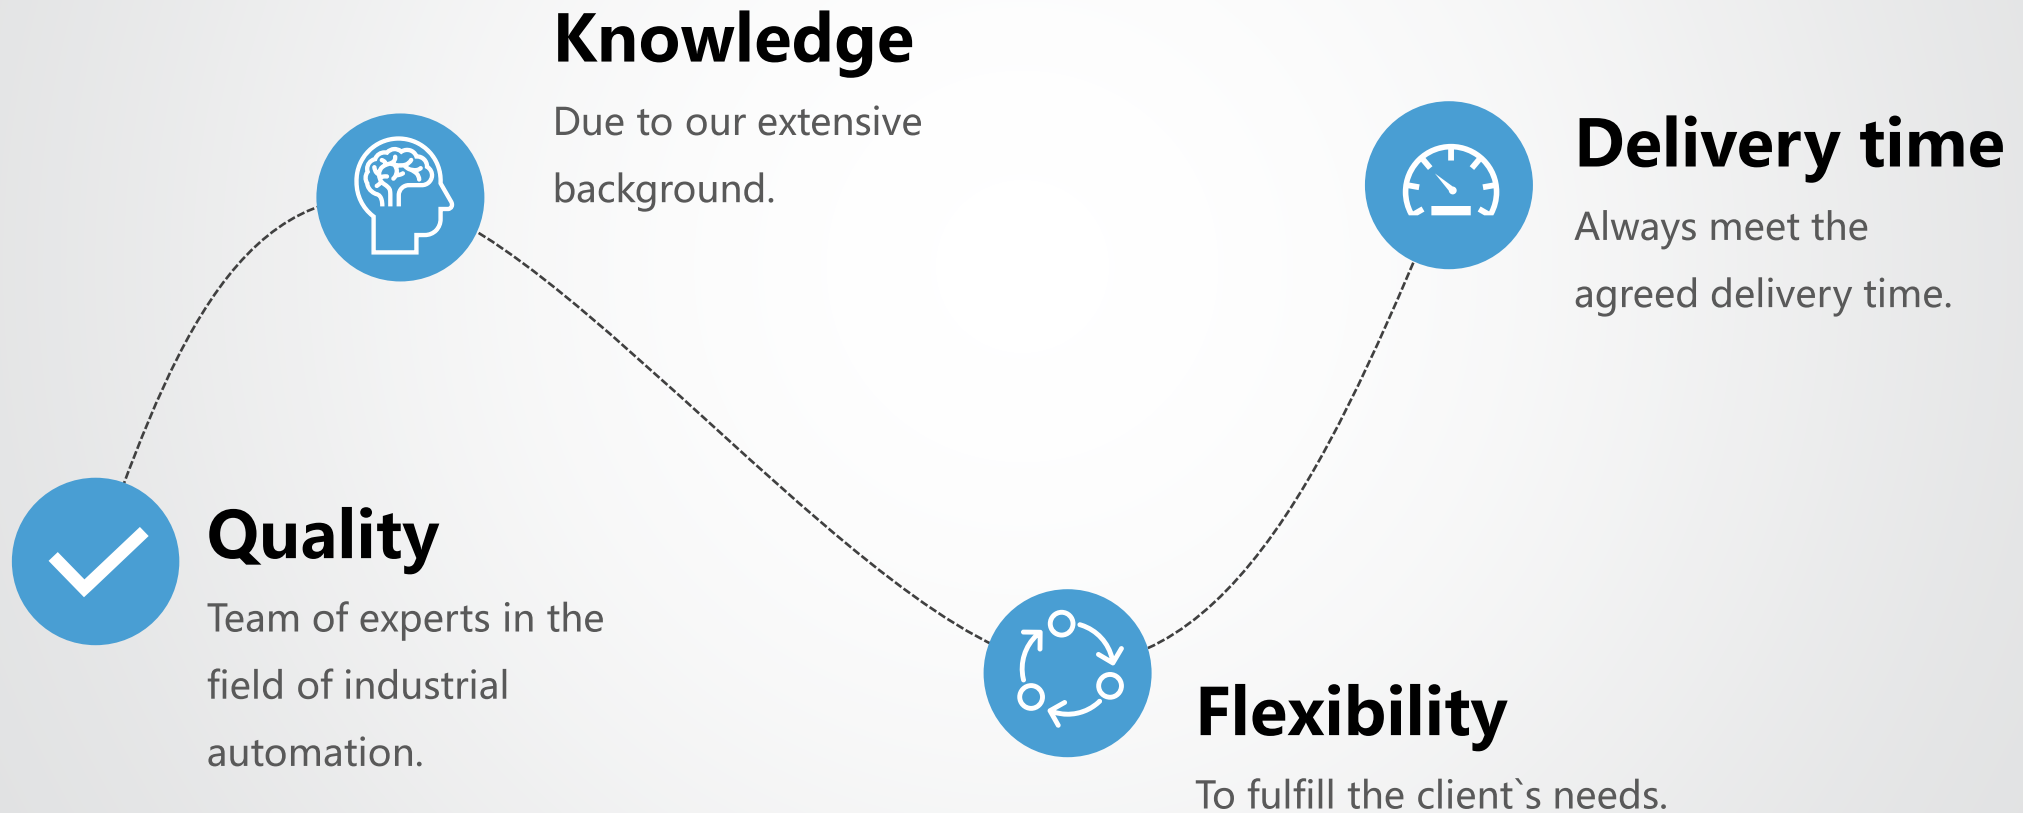 Knowledge
Due to our extensive
background.
Delivery time
Always meet the
agreed delivery time.
Quality
Team of experts in the
field of industrial
automation.
Flexibility
To fulfill the client`s needs.